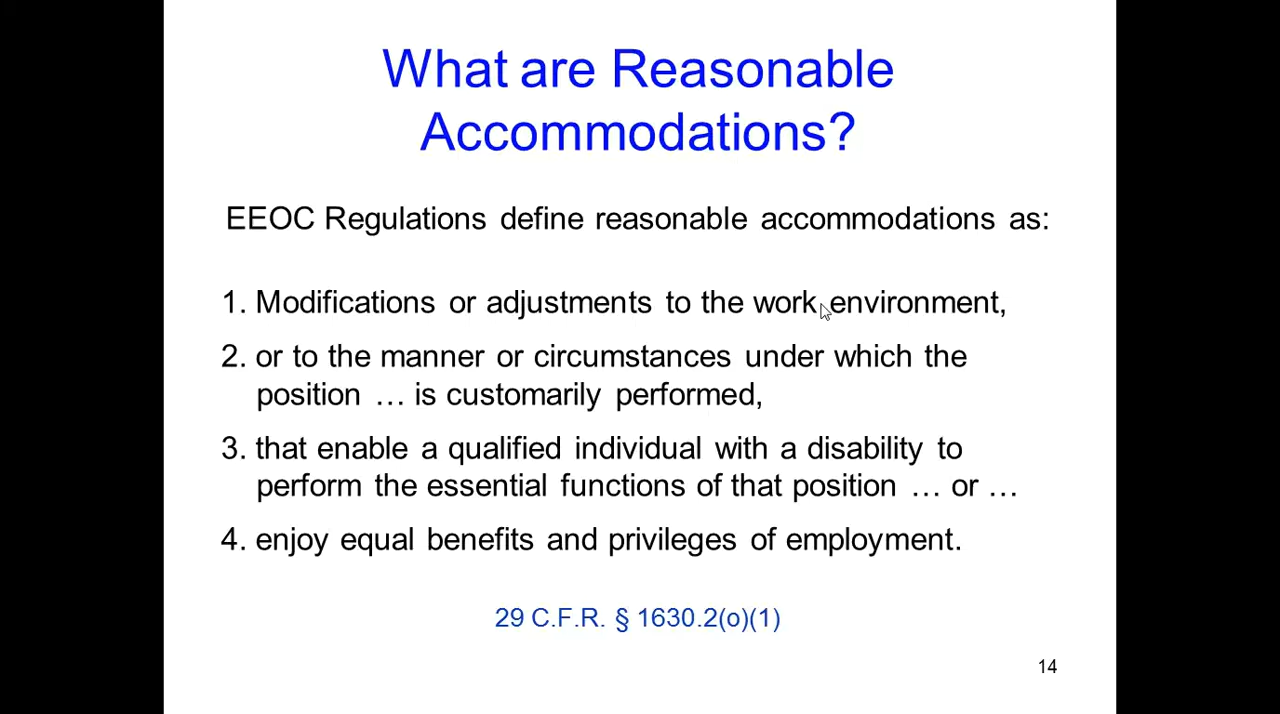 What are Reasonable
Accommodations?
EEOC Regulations define reasonable accommodations as:
1. Modifications or adjustments to the work environment,
2. or to the manner or circumstances under which the
position … is customarily performed,
3. that enable a qualified individual with a disability to
perform the essential functions of that position … or …
4. enjoy equal benefits and privileges of employment.
29 C.F.R. § 1630.2(o)(1)
14